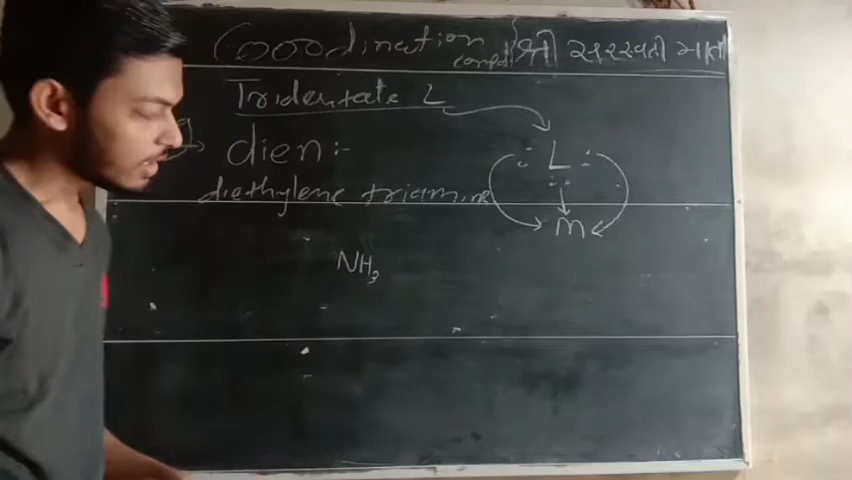 Coordination compd શ્રી સરસ્વતી માતા
Tridentate L
dien :-
L
diethylene triamine
M
NH3